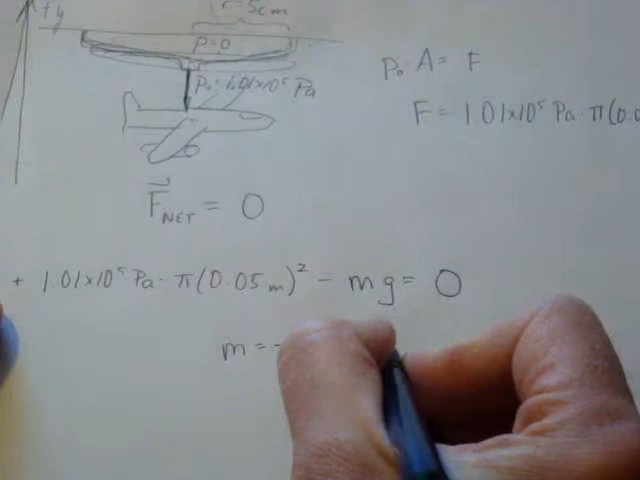 +y
r=5cm
P=0
P₀=1.01×10⁵ Pa
P₀ A = F
F = 1.01×10⁵ Pa · π(0.0
F⃗NET = 0
+ 1.01×10⁵ Pa · π(0.05 m)² - mg = 0
m =